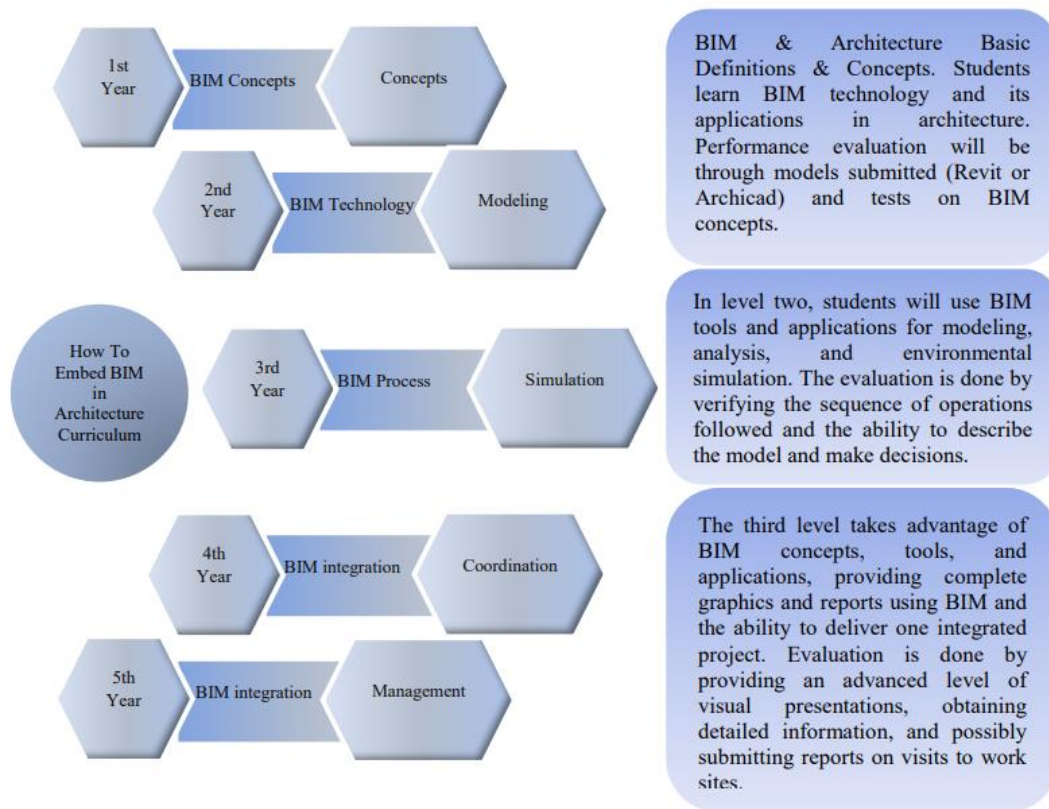 1st
Year
BIM Concepts
Concepts
2nd
Year
BIM Technology
Modeling
How To
Embed BIM
in
Architecture
Curriculum
3rd
Year
BIM Process
Simulation
4th
Year
BIM integration
Coordination
5th
Year
BIM integration
Management
BIM & Architecture Basic
Definitions & Concepts. Students
learn BIM technology and its
applications in architecture.
Performance evaluation will be
through models submitted (Revit or
Archicad) and tests on BIM
concepts.
In level two, students will use BIM
tools and applications for modeling,
analysis, and environmental
simulation. The evaluation is done by
verifying the sequence of operations
followed and the ability to describe
the model and make decisions.
The third level takes advantage of
BIM concepts, tools, and
applications, providing complete
graphics and reports using BIM and
the ability to deliver one integrated
project. Evaluation is done by
providing an advanced level of
visual presentations, obtaining
detailed information, and possibly
submitting reports on visits to work
sites.